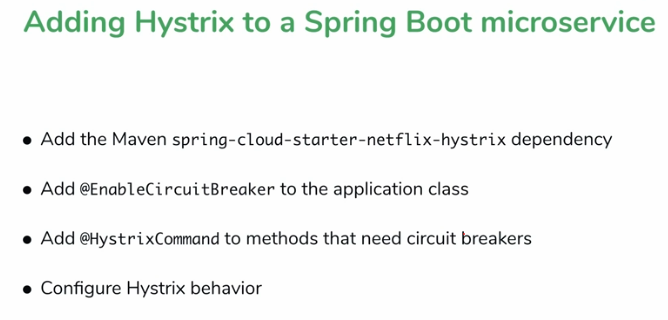 Adding Hystrix to a Spring Boot microservice
● Add the Maven spring-cloud-starter-netflix-hystrix dependency
● Add @EnableCircuitBreaker to the application class
● Add @HystrixCommand to methods that need circuit breakers
● Configure Hystrix behavior